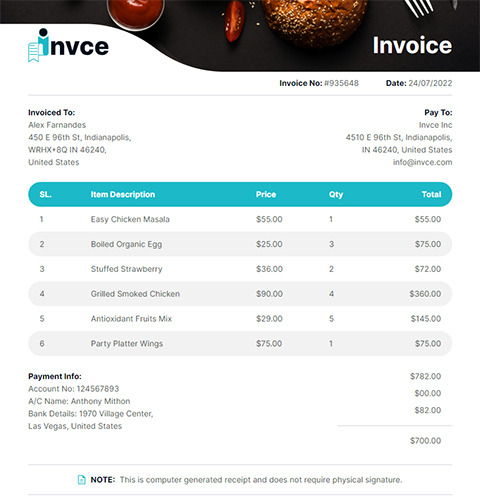 invce
Invoice
Invoice No: #935648 Date: 24/07/2022
Invoiced To:
Alex Farnandes
450 E 96th St, Indianapolis,
WRHX+8Q IN 46240,
United States
Pay To:
Invce Inc
4510 E 96th St, Indianapolis,
IN 46240, United States
info@invce.com
SL. Item Description Price Qty Total
1 Easy Chicken Masala $55.00 1 $55.00
2 Boiled Organic Egg $25.00 3 $75.00
3 Stuffed Strawberry $36.00 2 $72.00
4 Grilled Smoked Chicken $90.00 4 $360.00
5 Antioxidant Fruits Mix $29.00 5 $145.00
6 Party Platter Wings $75.00 1 $75.00
Payment Info:
Account No: 124567893
A/C Name: Anthony Mithon
Bank Details: 1970 Village Center,
Las Vegas, United States
$782.00
$00.00
$82.00
$700.00
NOTE: This is computer generated receipt and does not require physical signature.